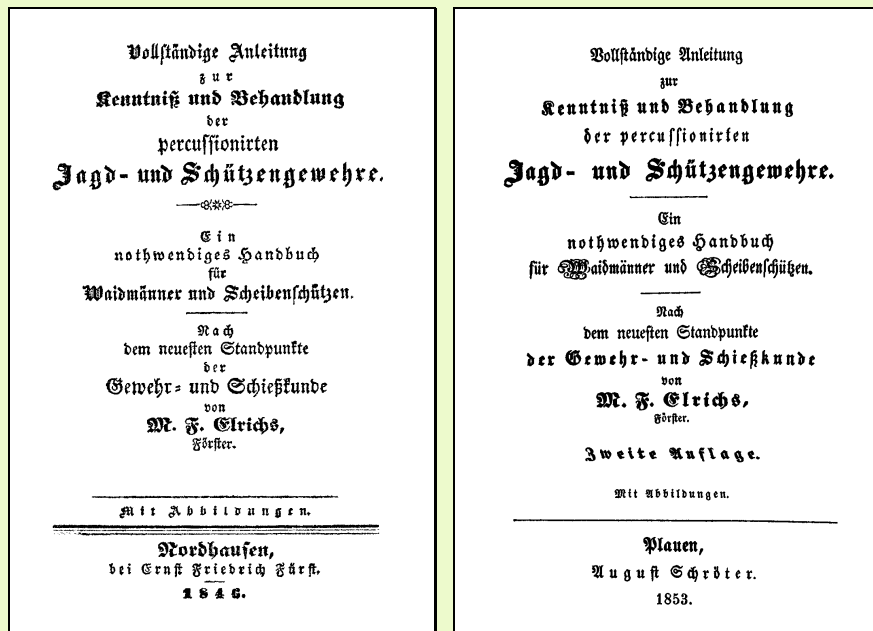 Vollständige Anleitung
zur
Kenntniß und Behandlung
der
percussionirten
Jagd- und Schützengewehre.
Ein
nothwendiges Handbuch
für
Waidmänner und Scheibenschützen.
Nach
dem neuesten Standpunkte
der
Gewehr- und Schießkunde
von
M. F. Elrichs,
Förster.
Mit Abbildungen.
Nordhausen,
bei Ernst Friedrich Fürst.
1846.
Vollständige Anleitung
zur
Kenntniß und Behandlung
der percussionirten
Jagd- und Schützengewehre.
Ein
nothwendiges Handbuch
für Waidmänner und Scheibenschützen.
Nach
dem neuesten Standpunkte
der Gewehr- und Schießkunde
von
M. F. Elrichs,
Förster.
Zweite Auflage.
Mit Abbildungen.
Plauen,
August Schröter.
1853.